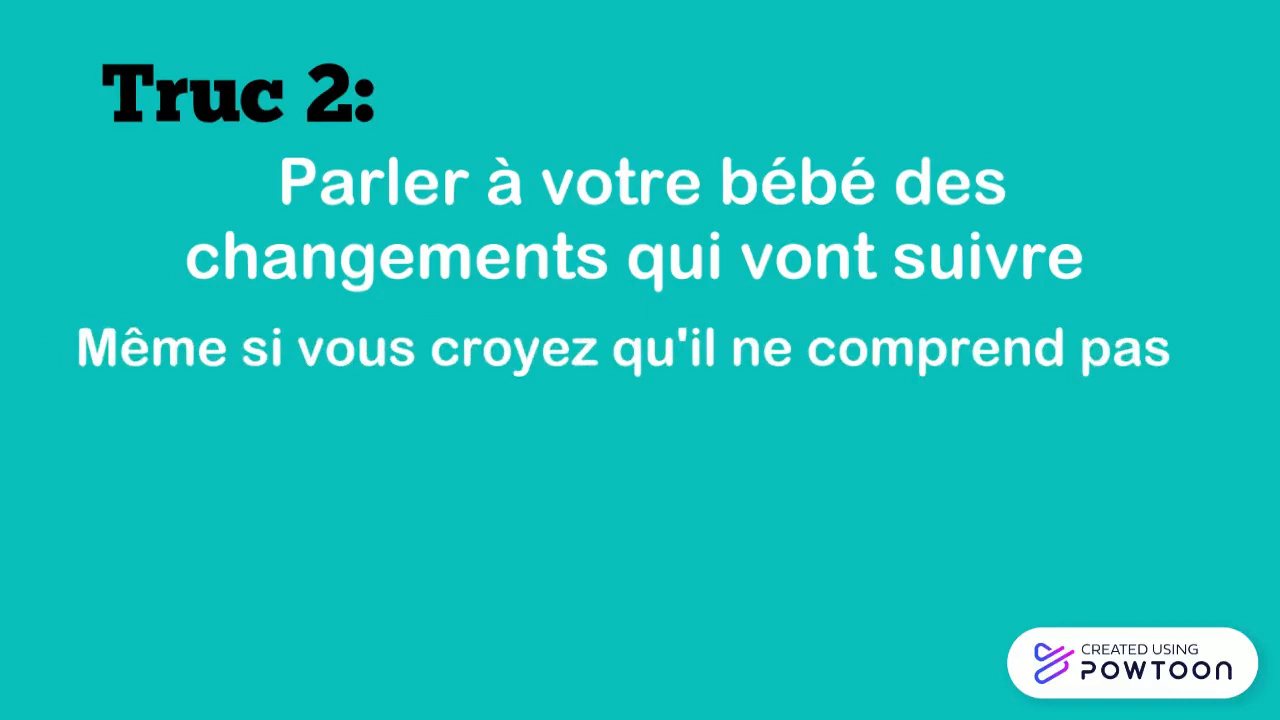 Truc 2:
Parler à votre bébé des
changements qui vont suivre
Même si vous croyez qu'il ne comprend pas
CREATED USING
POWTOON